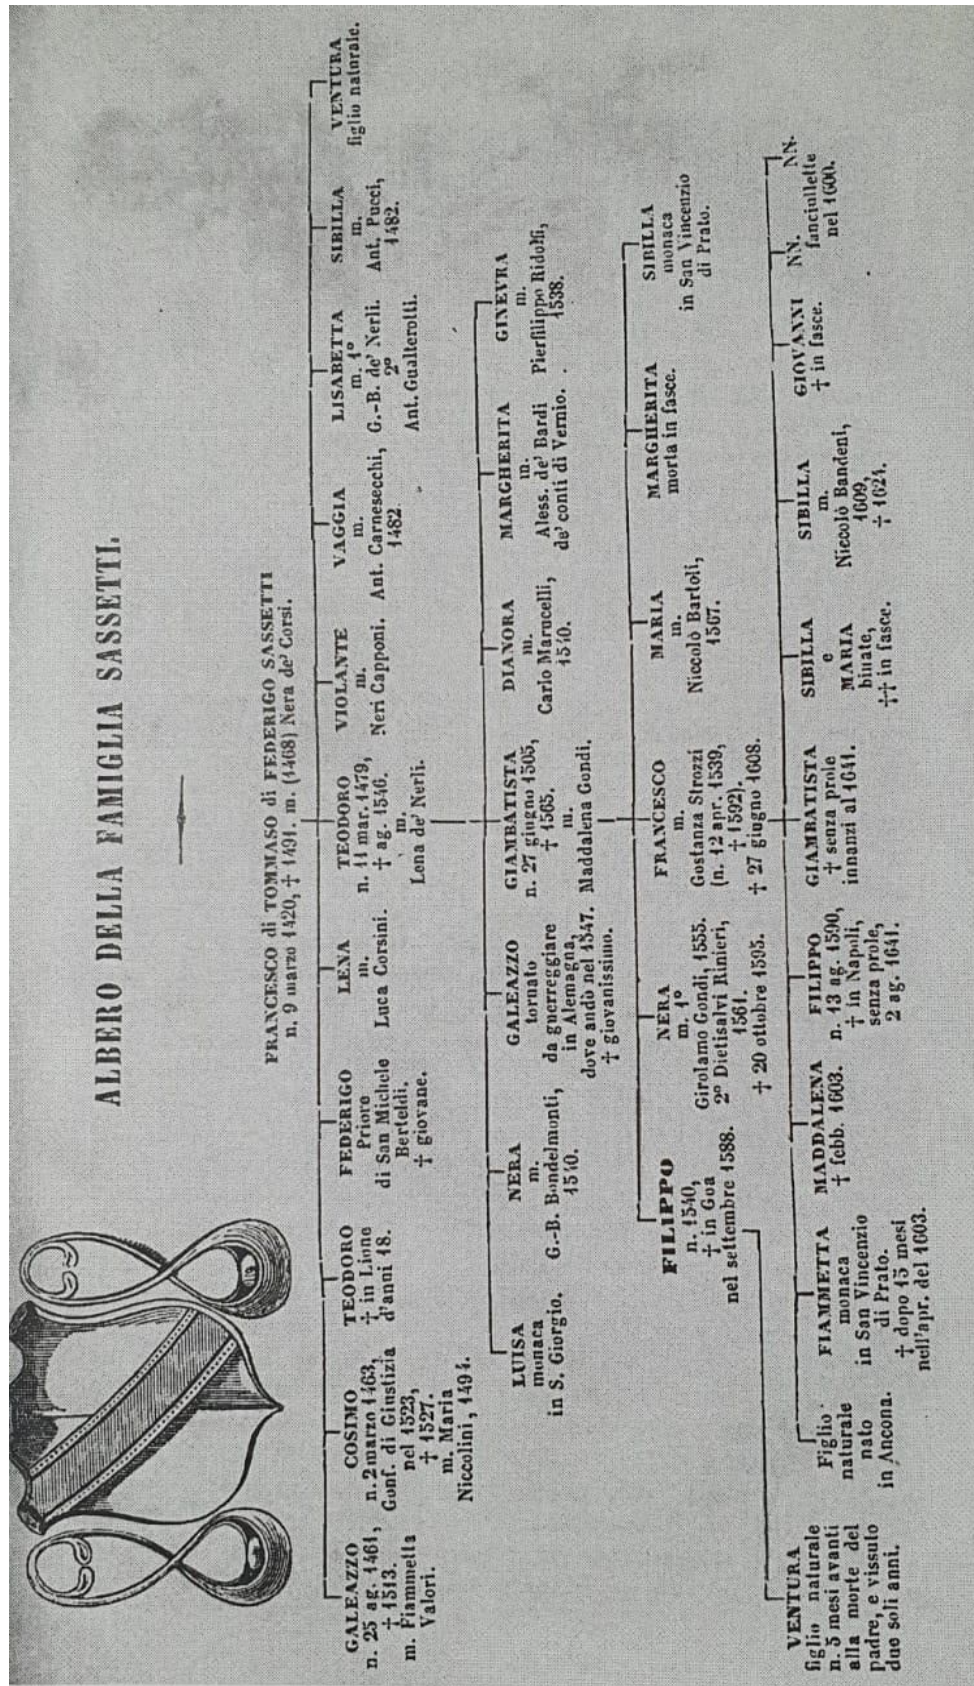 ALBERO DELLA FAMIGLIA SASSETTI.
FRANCESCO di TOMMASO di FEDERIGO SASSETTI
n. 9 marzo 1420, † 1491. m. (1468) Nera de' Corsi.
GALEAZZO
n. 25 ag. 1461,
† 1513.
m. Fiammetta
Valori.
COSIMO
n. 2 marzo 1463,
Gonf. di Giustizia
nel 1523,
† 1527.
m. Maria
Niccolini, 1494.
TEODORO
† in Lione
d'anni 18.
FEDERIGO
Priore
di San Michele
Berteldi.
† giovane.
LENA
m.
Luca Corsini.
TEODORO
n. 11 mar. 1479,
† ag. 1546.
m.
Lena de' Nerli.
VIOLANTE
m.
Neri Capponi.
VAGGIA
m.
Ant. Carnesecchi,
1482
LISABETTA
m. 1º
G.-B. de' Nerli.
2º
Ant. Gualterotti.
SIBILLA
m.
Ant. Pucci,
1482.
VENTURA
figlio naturale.
LUISA
monaca
in S. Giorgio.
NERA
m.
G.-B. Bondelmonti,
1540.
GALEAZZO
tornato
da guerreggiare
in Alemagna,
dove andò nel 1547.
† giovanissimo.
GIAMBATISTA
n. 27 giugno 1505,
† 1565.
m.
Maddalena Gondi.
DIANORA
m.
Carlo Marucelli,
1540.
MARGHERITA
m.
Aless. de' Bardi
de' conti di Vernio.
GINEVRA
m.
Pierfilippo Ridolfi,
1538.
FILIPPO
n. 1540,
† in Goa
nel settembre 1588.
NERA
m. 1º
Girolamo Gondi, 1555.
2º Dietisalvi Rinieri,
1561.
† 20 ottobre 1595.
FRANCESCO
m.
Gostanza Strozzi
(n. 12 apr. 1539,
† 1592).
† 27 giugno 1608.
MARIA
m.
Niccolò Bartoli,
1567.
MARGHERITA
morta in fasce.
SIBILLA
monaca
in San Vincenzio
di Prato.
VENTURA
figlio naturale
n. 5 mesi avanti
alla morte del
padre, e vissuto
due soli anni.
Figlio
naturale
nato
in Ancona.
FIAMMETTA
monaca
in San Vincenzio
di Prato.
† dopo 15 mesi
nell'apr. del 1603.
MADDALENA
† febb. 1603.
FILIPPO
n. 13 ag. 1590,
† in Napoli,
senza prole,
2 ag. 1641.
GIAMBATISTA
† senza prole
innanzi al 1641.
SIBILLA
e
MARIA
binate,
†† in fasce.
SIBILLA
m.
Niccolò Bandeni,
1609,
† 1624.
GIOVANNI
† in fasce.
NN. NN.
fanciullette
nel 1600.